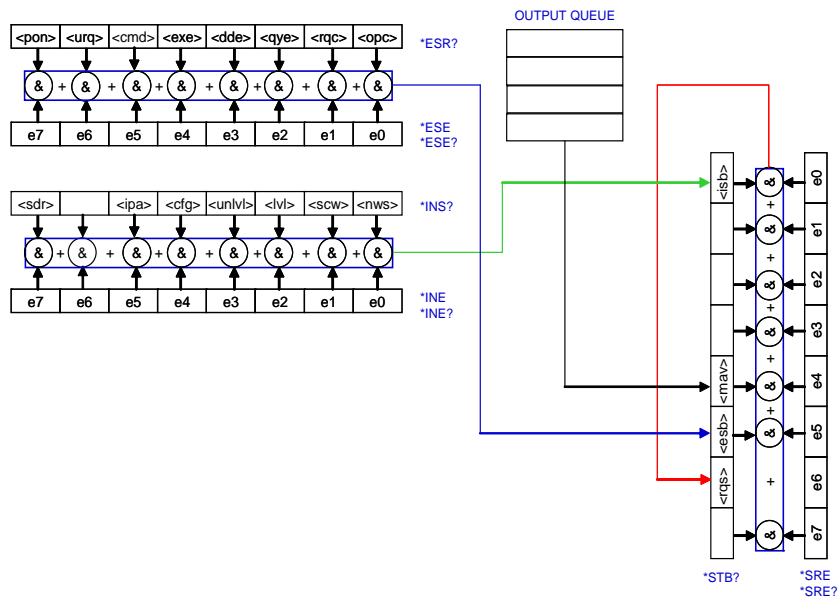 OUTPUT QUEUE
<pon> <urq> <cmd> <exe> <dde> <qye> <rqc> <opc> *ESR?
& + & + & + & + & + & + & + &
e7 e6 e5 e4 e3 e2 e1 e0 *ESE
*ESE?
<sdr> <ipa> <cfg> <unlvl> <lvl> <scw> <nws> *INS?
& + & + & + & + & + & + & + &
e7 e6 e5 e4 e3 e2 e1 e0 *INE
*INE?
<isb> & e0
+
& e1
+
& e2
+
& e3
+
<mav> & e4
+
<esb> & e5
<rqs> + e6
& e7
*STB? *SRE
*SRE?